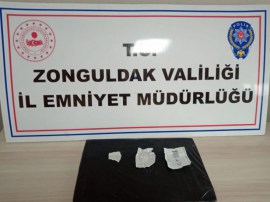 T.C.
ZONGULDAK VALİLİĞİ
İL EMNİYET MÜDÜRLÜĞÜ